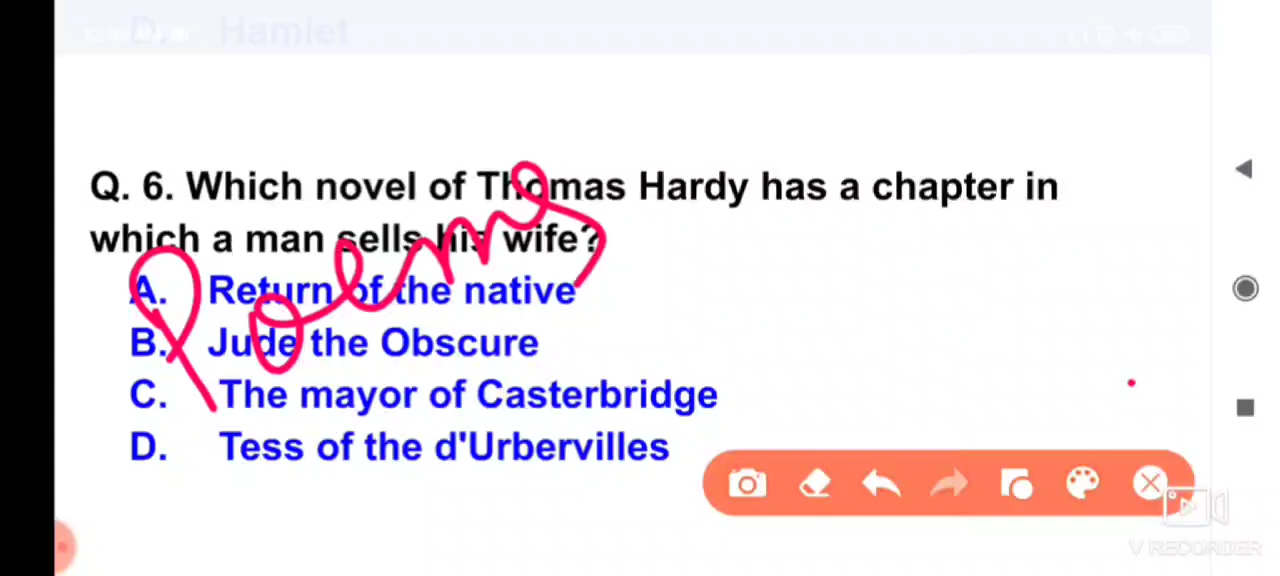 D. Hamlet
Q. 6. Which novel of Thomas Hardy has a chapter in
which a man sells his wife?
A. Return of the native
B. Jude the Obscure
C. The mayor of Casterbridge
D. Tess of the d'Urbervilles
Poems
V RECORDER